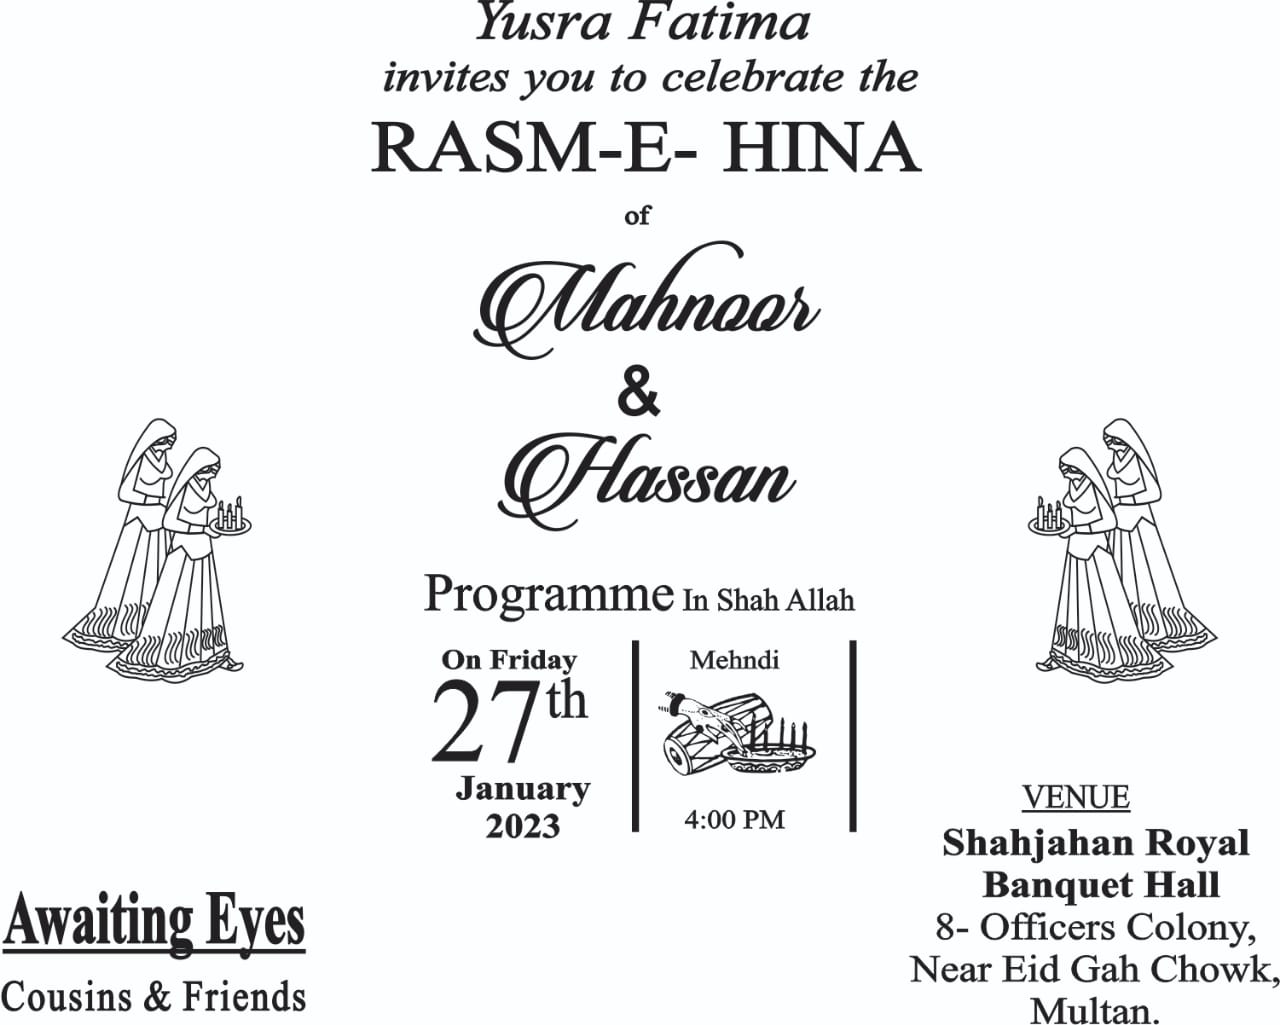 Yusra Fatima
invites you to celebrate the
RASM-E- HINA
of
Mahnoor
&
Hassan
Programme In Shah Allah
On Friday
27th
January
2023
Mehndi
4:00 PM
VENUE
Shahjahan Royal
Banquet Hall
8- Officers Colony,
Near Eid Gah Chowk,
Multan.
Awaiting Eyes
Cousins & Friends